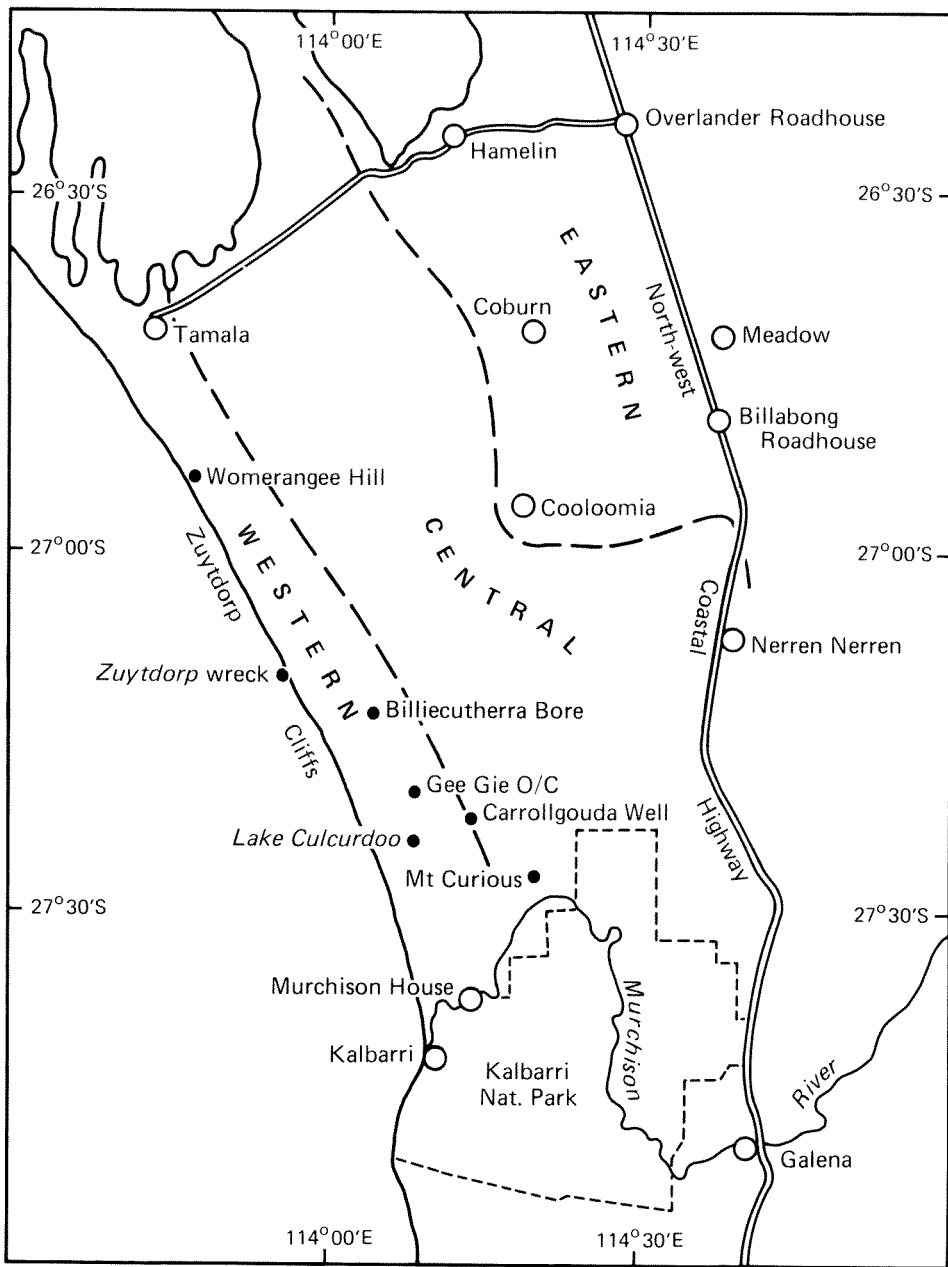 114°00'E
114°30'E
Overlander Roadhouse
Hamelin
26°30'S
26°30'S
EASTERN
Coburn
North-west
Tamala
Meadow
Billabong
Roadhouse
Womerangee Hill
Cooloomia
CENTRAL
WESTERN
Zuytdorp
27°00'S
27°00'S
Coastal
Nerren Nerren
Zuytdorp wreck
Billiecutherra Bore
Cliffs
Gee Gie O/C
Carrollgouda Well
Highway
Lake Culcurdoo
Mt Curious
27°30'S
27°30'S
Murchison House
Murchison
Kalbarri
Kalbarri
Nat. Park
River
Galena
114°00'E
114°30'E